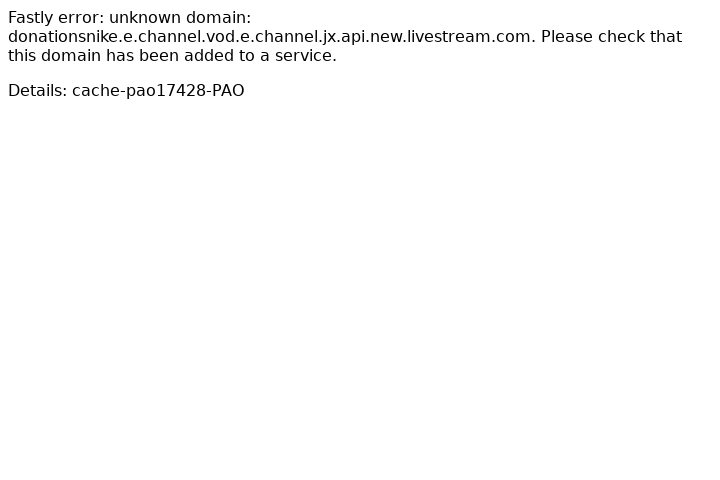 Fastly error: unknown domain:
donationsnike.e.channel.vod.e.channel.jx.api.new.livestream.com. Please check that
this domain has been added to a service.
Details: cache-pao17428-PAO